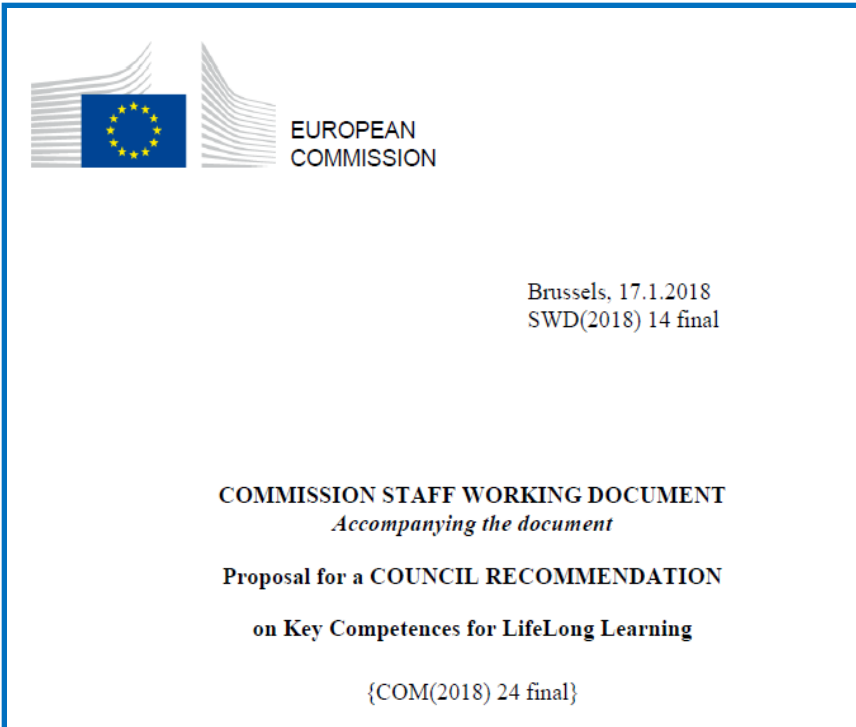 EUROPEAN
COMMISSION
Brussels, 17.1.2018
SWD(2018) 14 final
COMMISSION STAFF WORKING DOCUMENT
Accompanying the document
Proposal for a COUNCIL RECOMMENDATION
on Key Competences for LifeLong Learning
{COM(2018) 24 final}